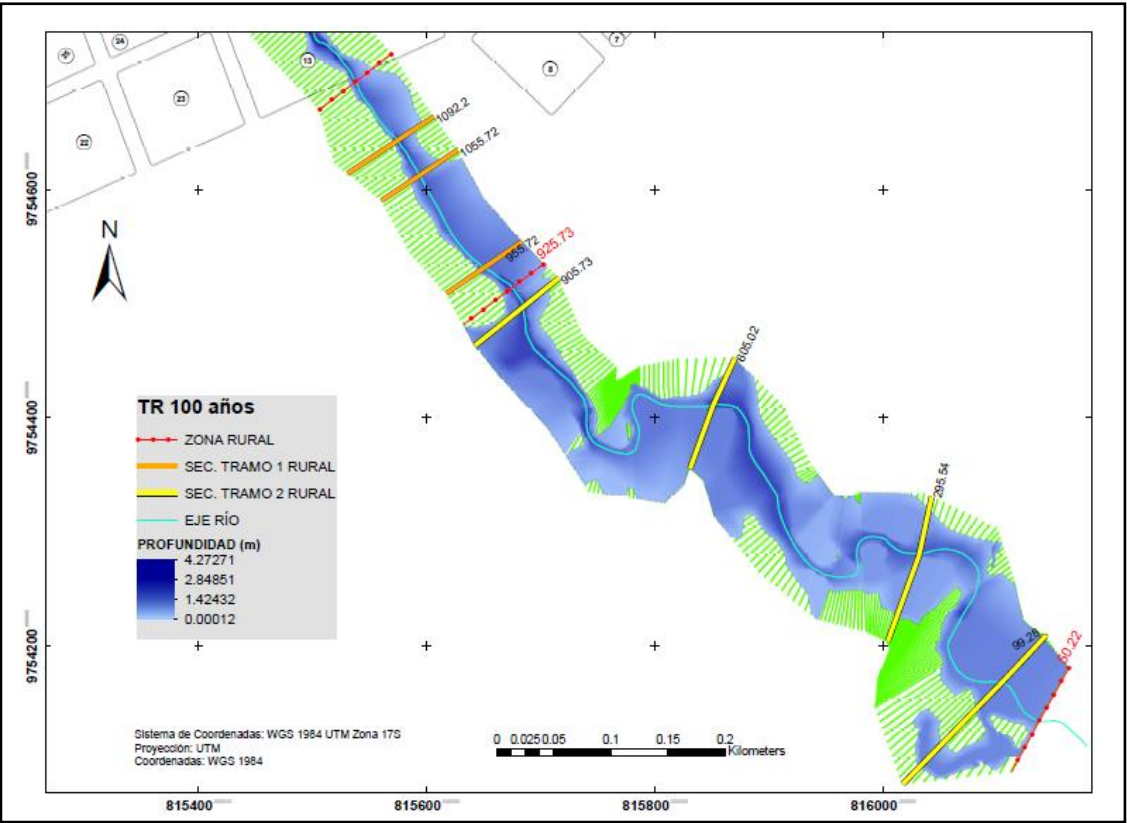 25
24
13
7
6
23
22
1092.2
1055.72
9754600
N
955.72
925.73
905.73
605.02
9754400
TR 100 años
ZONA RURAL
SEC. TRAMO 1 RURAL
SEC. TRAMO 2 RURAL
EJE RÍO
PROFUNDIDAD (m)
4.27271
2.84851
1.42432
0.00012
295.54
9754200
99.28
50.22
Sistema de Coordenadas: WGS 1984 UTM Zona 17S
Proyección: UTM
Coordenadas: WGS 1984
0 0.025 0.05 0.1 0.15 0.2
Kilometers
815400 815600 815800 816000